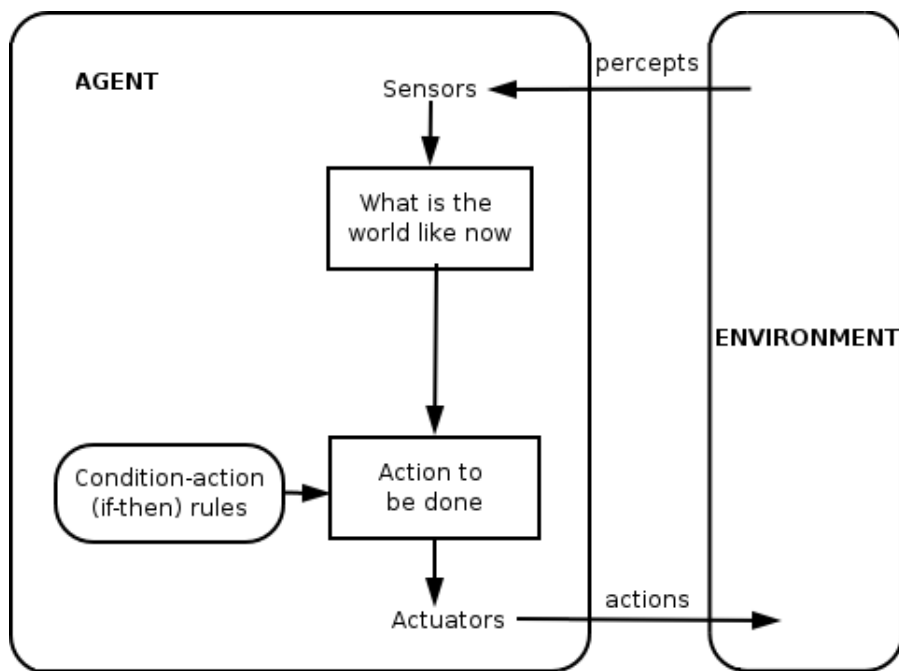 AGENT
percepts
Sensors
What is the
world like now
ENVIRONMENT
Condition-action
(if-then) rules
Action to
be done
Actuators
actions